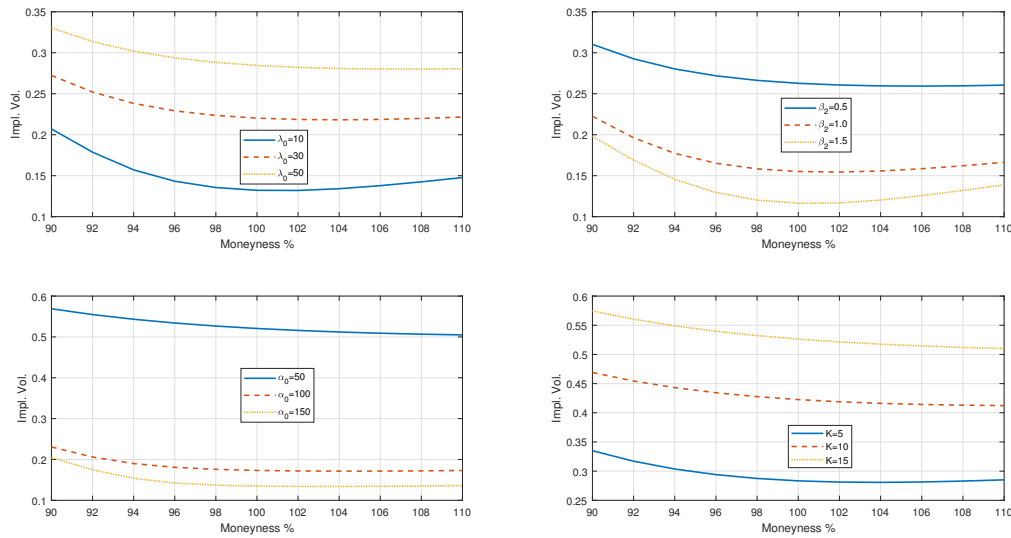 0.35
0.3
0.25
0.2
0.15
0.1
Impl. Vol.
λ0=10
λ0=30
λ0=50
90 92 94 96 98 100 102 104 106 108 110
Moneyness %
0.35
0.3
0.25
0.2
0.15
0.1
Impl. Vol.
β2=0.5
β2=1.0
β2=1.5
90 92 94 96 98 100 102 104 106 108 110
Moneyness %
0.6
0.5
0.4
0.3
0.2
0.1
Impl. Vol.
α0=50
α0=100
α0=150
90 92 94 96 98 100 102 104 106 108 110
Moneyness %
0.6
0.55
0.5
0.45
0.4
0.35
0.3
0.25
Impl. Vol.
K=5
K=10
K=15
90 92 94 96 98 100 102 104 106 108 110
Moneyness %